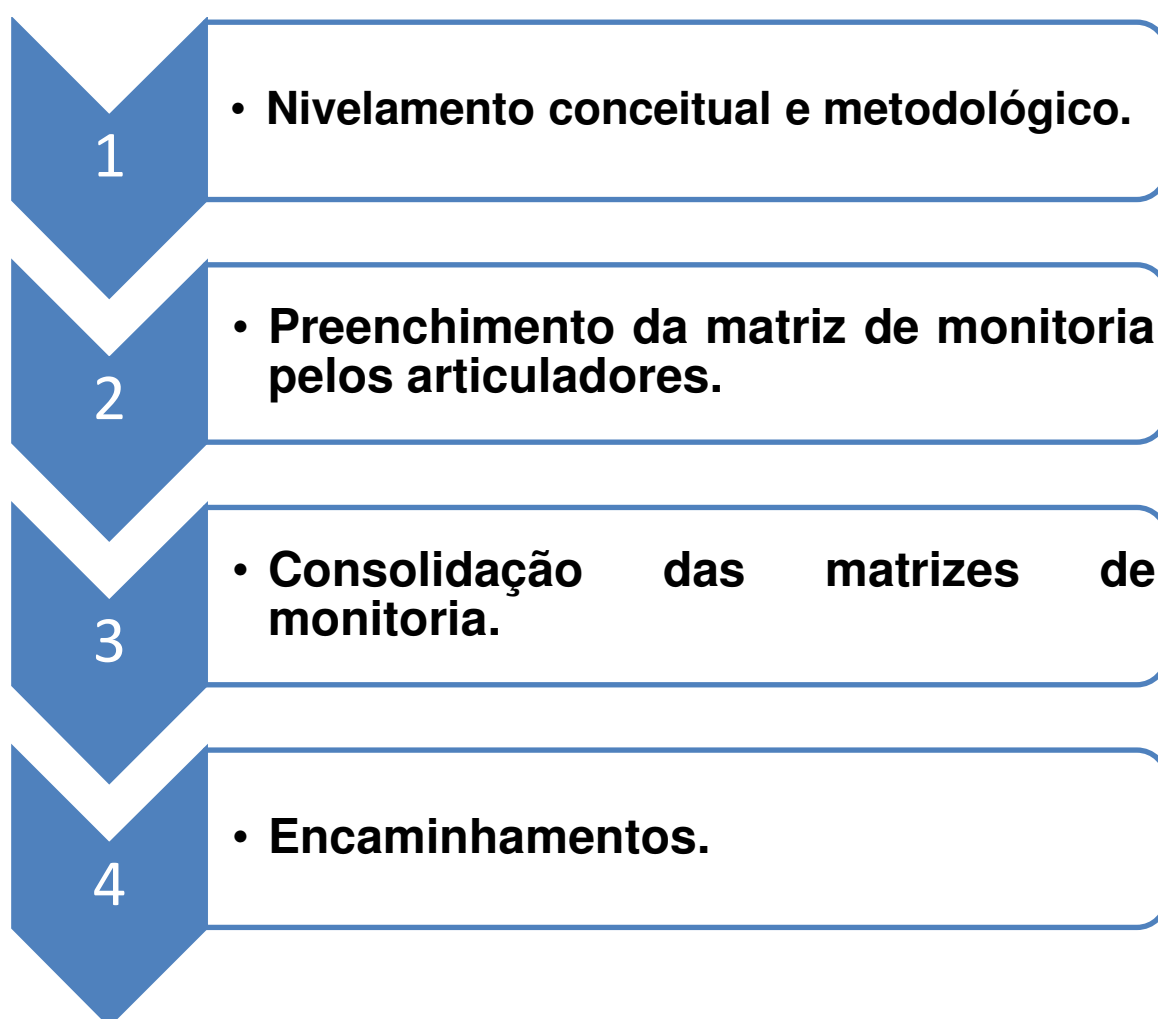 1
• Nivelamento conceitual e metodológico.
2
• Preenchimento da matriz de monitoria
pelos articuladores.
3
• Consolidação das matrizes de
monitoria.
4
• Encaminhamentos.